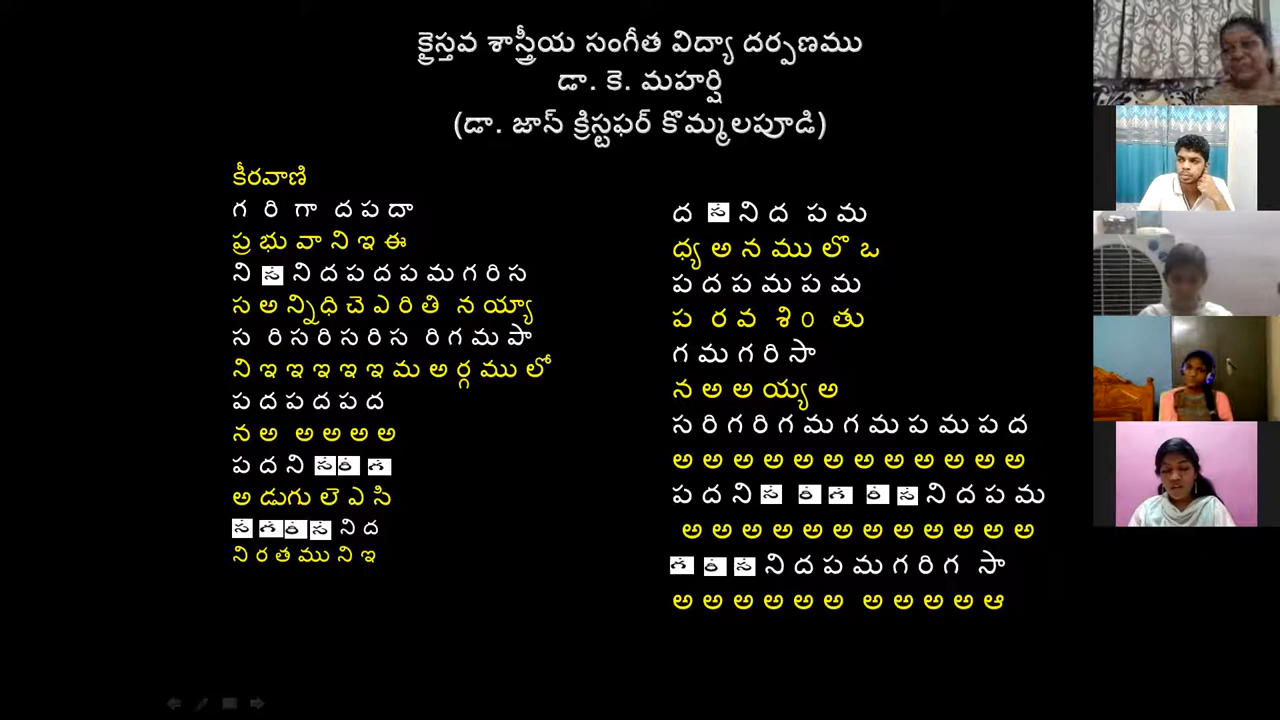 క్రైస్తవ శాస్త్రీయ సంగీత విద్యా దర్పణము
డా. కె. మహర్షి
(డా. జాస్ క్రిస్టఫర్ కొమ్మలపూడి)
కీరవాణి
గ రి గా ద ప దా
ప్ర భు వా ని ఇ ఈ
ని స ని ద ప ద ప మ గ రి స
స అ న్నిధి చె ఎ రి తి న య్యా
స రి స రి స రి స రి గ మ పా
ని ఇ ఇ ఇ ఇ ఇ మ అ ర్గ ము లో
ప ద ప ద ప ద
న అ అ అ అ అ
ప ద ని స రి గ
అ డుగు లె ఎ సి
స గ రి స ని ద
ని ర త ము ని ఇ
ద స ని ద ప మ
ధ్య అ న ము లొ ఒ
ప ద ప మ ప మ
ప ర వ శి ం తు
గ మ గ రి సా
న అ అ య్య అ
స రి గ రి గ మ గ మ ప మ ప ద
అ అ అ అ అ అ అ అ అ అ అ అ
ప ద ని స రి గ రి స ని ద ప మ
అ అ అ అ అ అ అ అ అ అ అ అ
గ రి స ని ద ప మ గ రి గ సా
అ అ అ అ అ అ అ అ అ అ ఆ